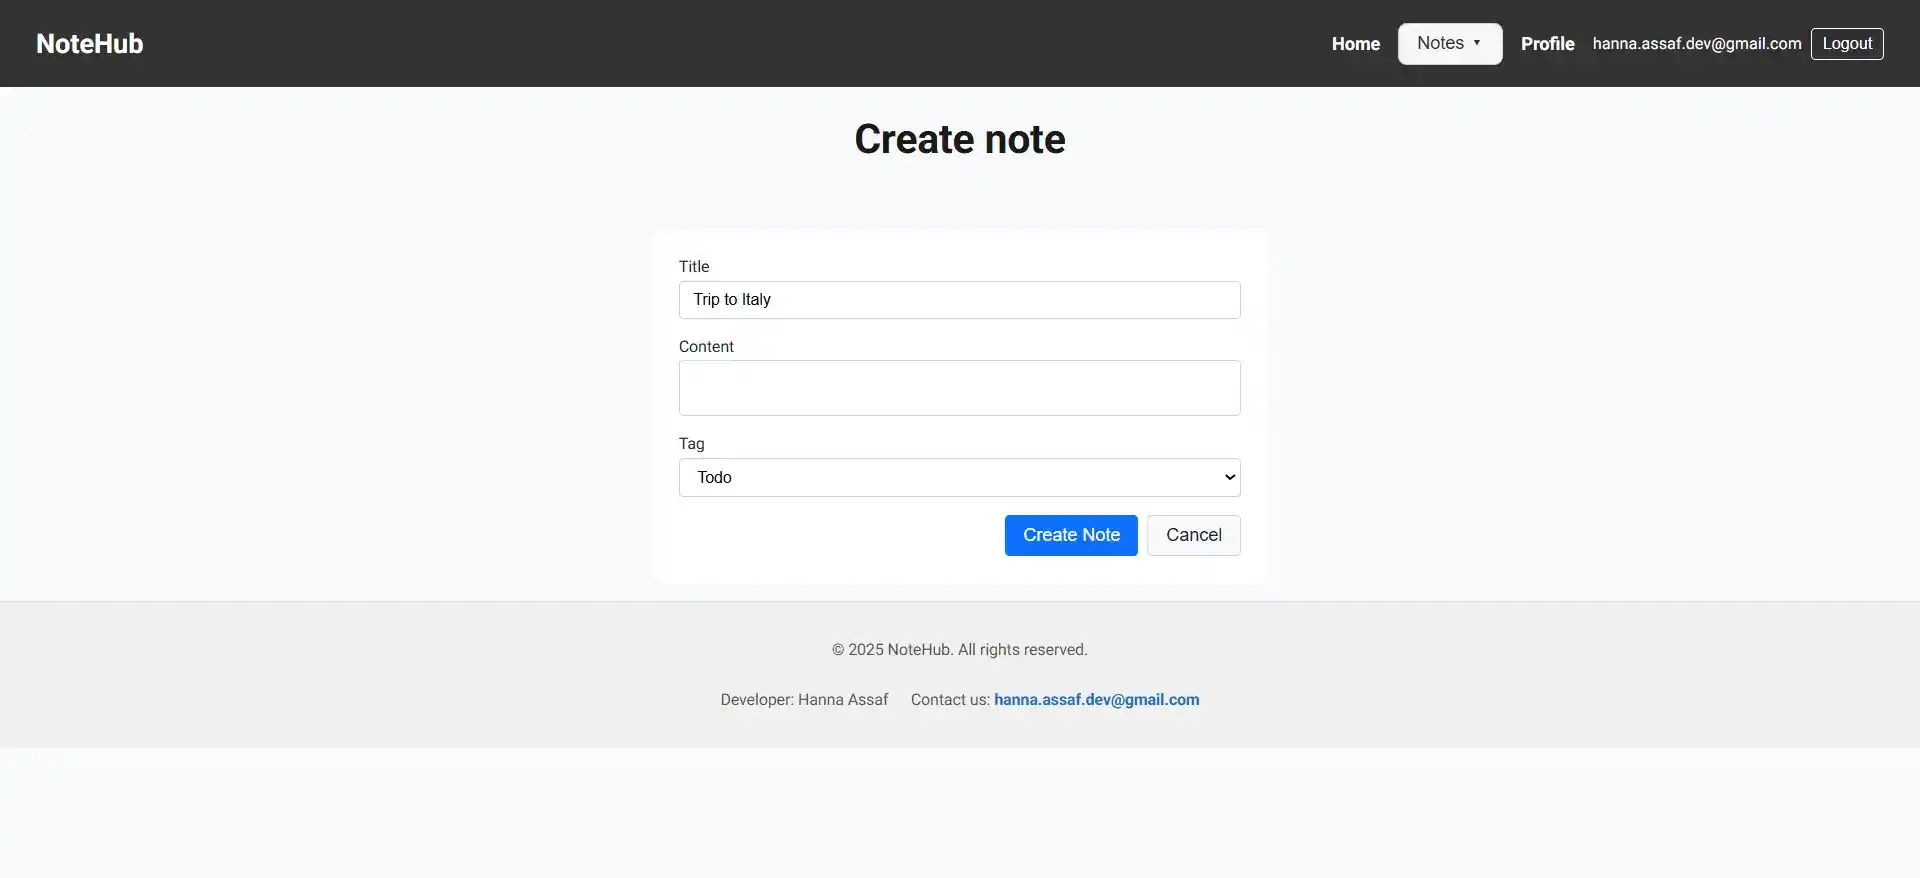 NoteHub
Home Notes ▼ Profile hanna.assaf.dev@gmail.com Logout
Create note
Title
Trip to Italy
Content
Tag
Todo
Create Note Cancel
© 2025 NoteHub. All rights reserved.
Developer: Hanna Assaf Contact us: hanna.assaf.dev@gmail.com